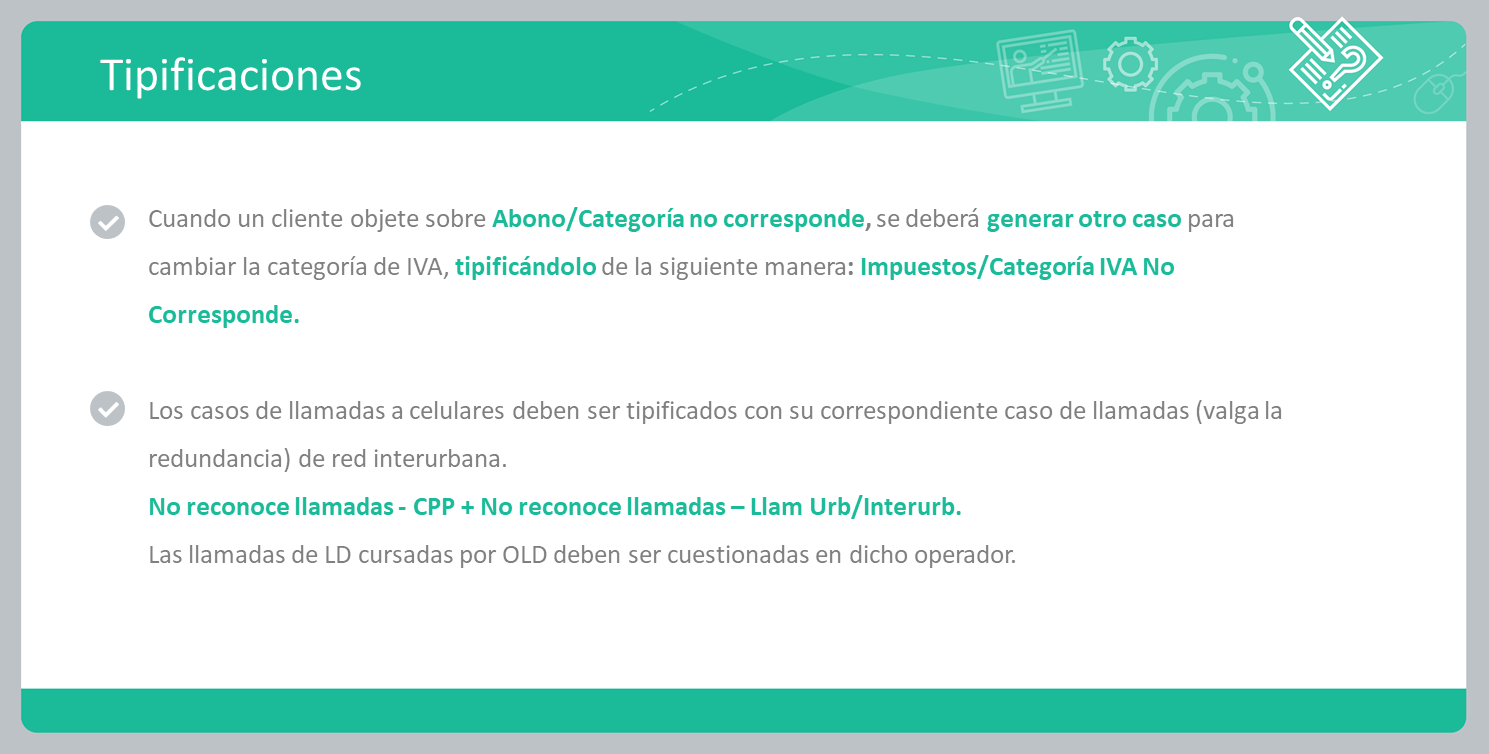 Tipificaciones
Cuando un cliente objete sobre Abono/Categoría no corresponde, se deberá generar otro caso para
cambiar la categoría de IVA, tipificándolo de la siguiente manera: Impuestos/Categoría IVA No
Corresponde.
Los casos de llamadas a celulares deben ser tipificados con su correspondiente caso de llamadas (valga la
redundancia) de red interurbana.
No reconoce llamadas - CPP + No reconoce llamadas – Llam Urb/Interurb.
Las llamadas de LD cursadas por OLD deben ser cuestionadas en dicho operador.